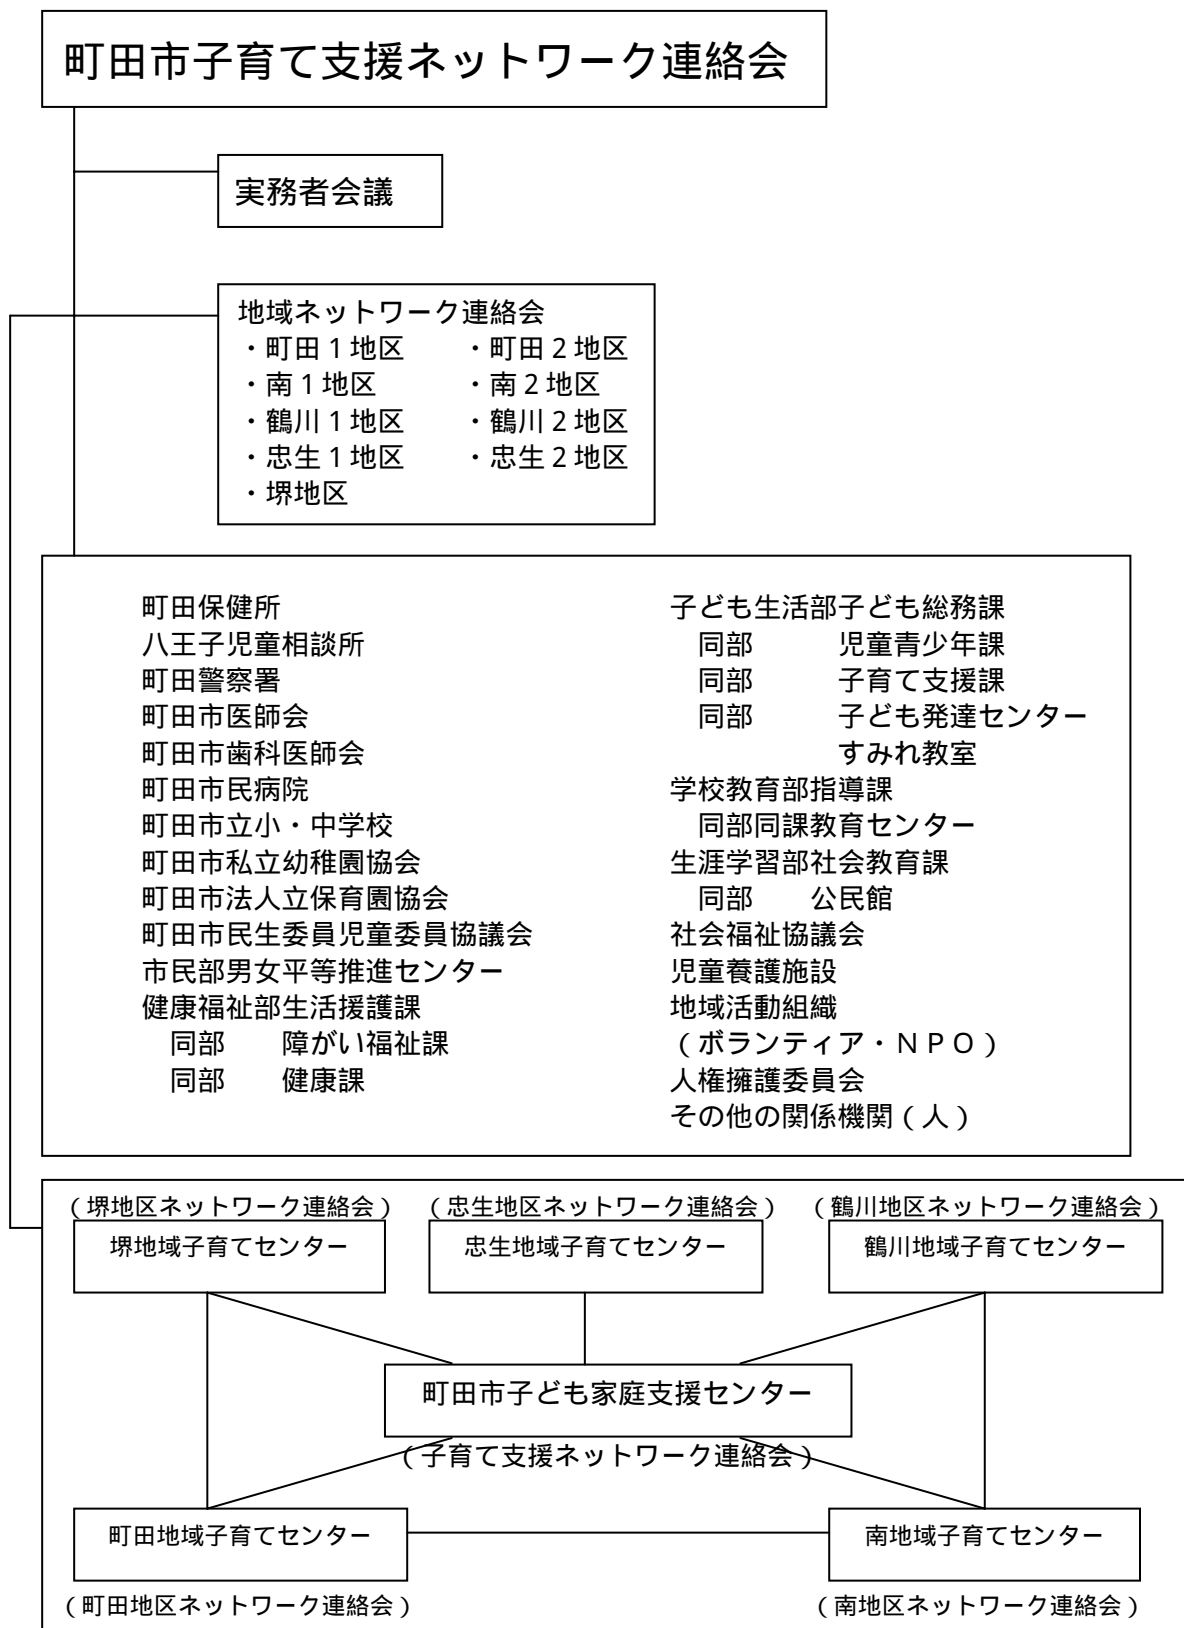 町田市子育て支援ネットワーク連絡会
実務者会議
地域ネットワーク連絡会
・町田1地区　・町田2地区
・南1地区　・南2地区
・鶴川1地区　・鶴川2地区
・忠生1地区　・忠生2地区
・堺地区
町田保健所
八王子児童相談所
町田警察署
町田市医師会
町田市歯科医師会
町田市民病院
町田市立小・中学校
町田市私立幼稚園協会
町田市法人立保育園協会
町田市民生委員児童委員協議会
市民部男女平等推進センター
健康福祉部生活援護課
同部　障がい福祉課
同部　健康課
子ども生活部子ども総務課
同部　児童青少年課
同部　子育て支援課
同部　子ども発達センター
すみれ教室
学校教育部指導課
同部同課教育センター
生涯学習部社会教育課
同部　公民館
社会福祉協議会
児童養護施設
地域活動組織
（ボランティア・ＮＰＯ）
人権擁護委員会
その他の関係機関（人）
（堺地区ネットワーク連絡会）　（忠生地区ネットワーク連絡会）　（鶴川地区ネットワーク連絡会）
堺地域子育てセンター　忠生地域子育てセンター　鶴川地域子育てセンター
町田市子ども家庭支援センター
（子育て支援ネットワーク連絡会）
町田地域子育てセンター　南地域子育てセンター
（町田地区ネットワーク連絡会）　（南地区ネットワーク連絡会）